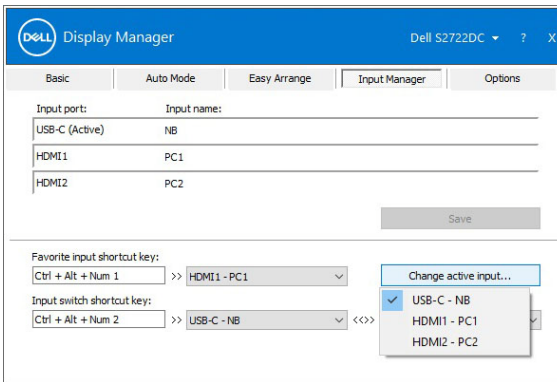 DELL Display Manager Dell S2722DC ? X
Basic Auto Mode Easy Arrange Input Manager Options
Input port: Input name:
USB-C (Active) NB
HDMI1 PC1
HDMI2 PC2
Save
Favorite input shortcut key:
Ctrl + Alt + Num 1 >> HDMI1 - PC1 Change active input...
Input switch shortcut key:
Ctrl + Alt + Num 2 >> USB-C - NB <<>>
USB-C - NB
HDMI1 - PC1
HDMI2 - PC2